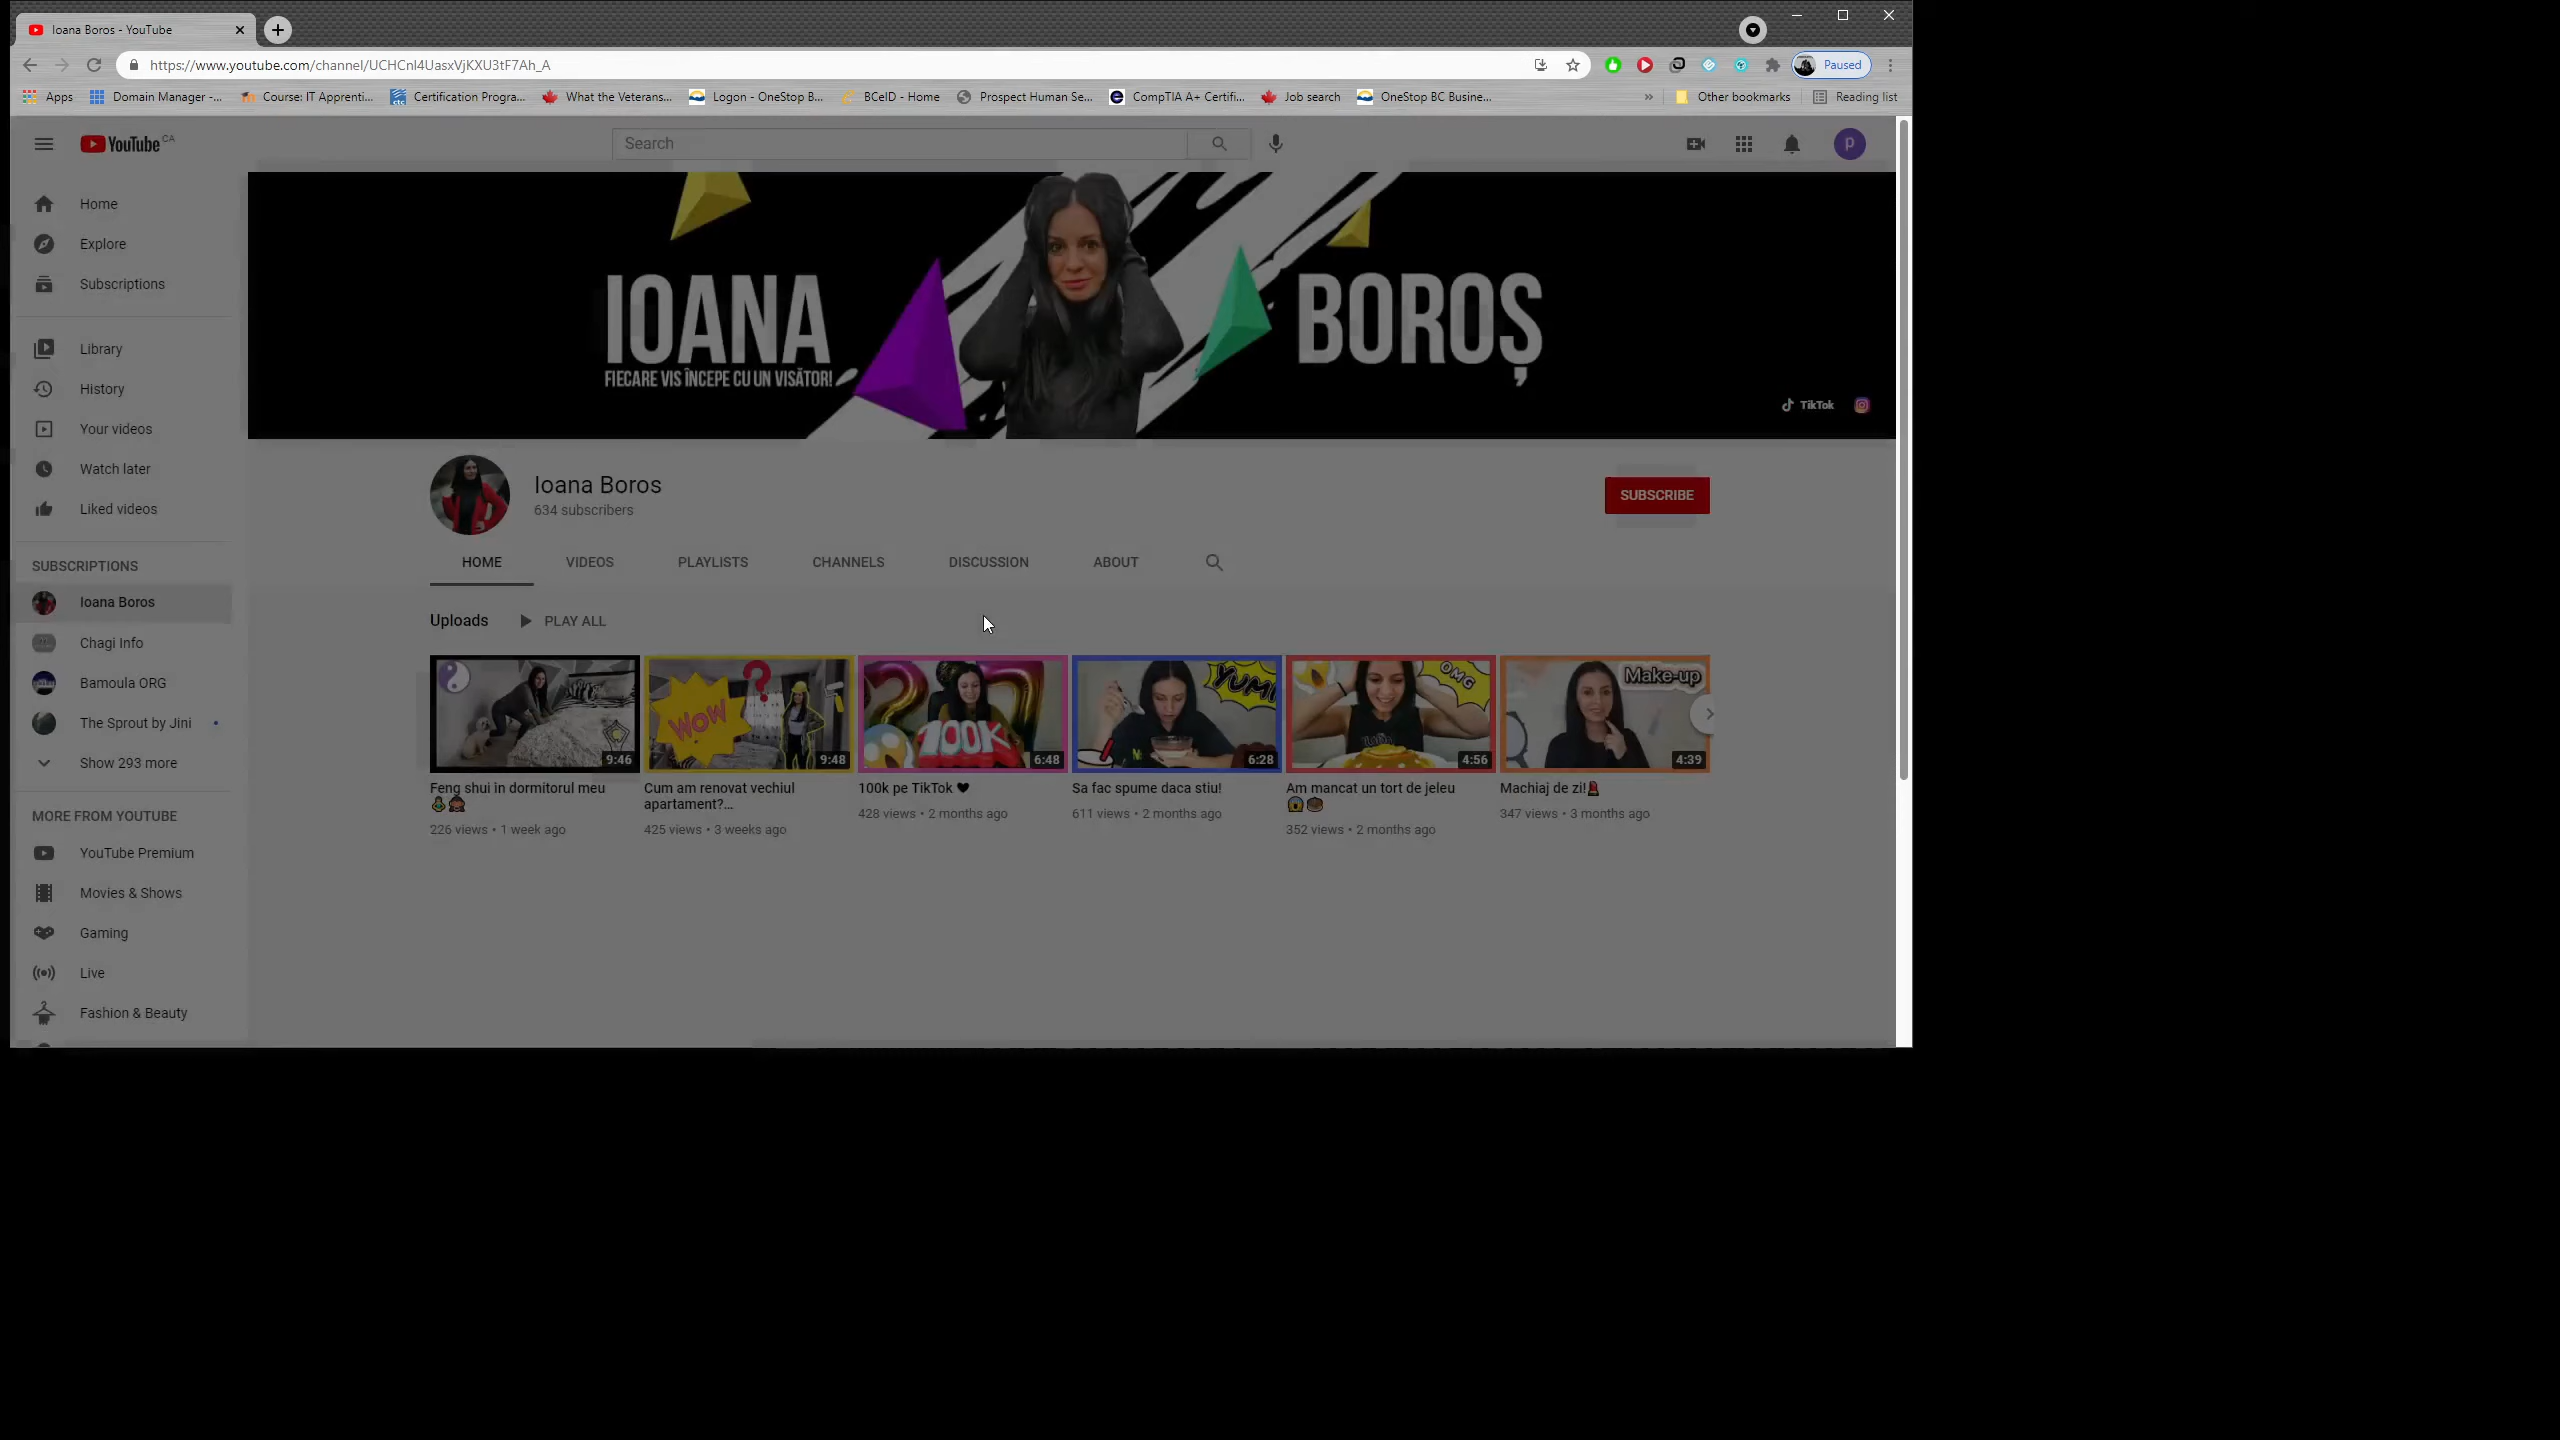 Ioana Boros - YouTube
https://www.youtube.com/channel/UCHCnI4UasxVjKXU3tF7Ah_A
Paused
Apps
Domain Manager -...
Course: IT Apprenti...
Certification Progra...
What the Veterans...
Logon - OneStop B...
BCeID - Home
Prospect Human Se...
CompTIA A+ Certifi...
Job search
OneStop BC Busine...
Other bookmarks
Reading list
YouTube CA
Search
P
Home
Explore
Subscriptions
Library
History
Your videos
Watch later
Liked videos
SUBSCRIPTIONS
Ioana Boros
Chagi Info
Bamoula ORG
The Sprout by Jini
Show 293 more
MORE FROM YOUTUBE
YouTube Premium
Movies & Shows
Gaming
Live
Fashion & Beauty
IOANA BOROȘ
FIECARE VIS ÎNCEPE CU UN VISĂTOR!
TikTok
Ioana Boros
634 subscribers
SUBSCRIBE
HOME VIDEOS PLAYLISTS CHANNELS DISCUSSION ABOUT
Uploads PLAY ALL
9:46
Feng shui in dormitorul meu
226 views • 1 week ago
WOW
?
9:48
Cum am renovat vechiul
apartament?...
425 views • 3 weeks ago
27
100K
6:48
100k pe TikTok
428 views • 2 months ago
YUM!
6:28
Sa fac spume daca stiu!
611 views • 2 months ago
OMG
4:56
Am mancat un tort de jeleu
352 views • 2 months ago
Make-up
4:39
Machiaj de zi!
347 views • 3 months ago